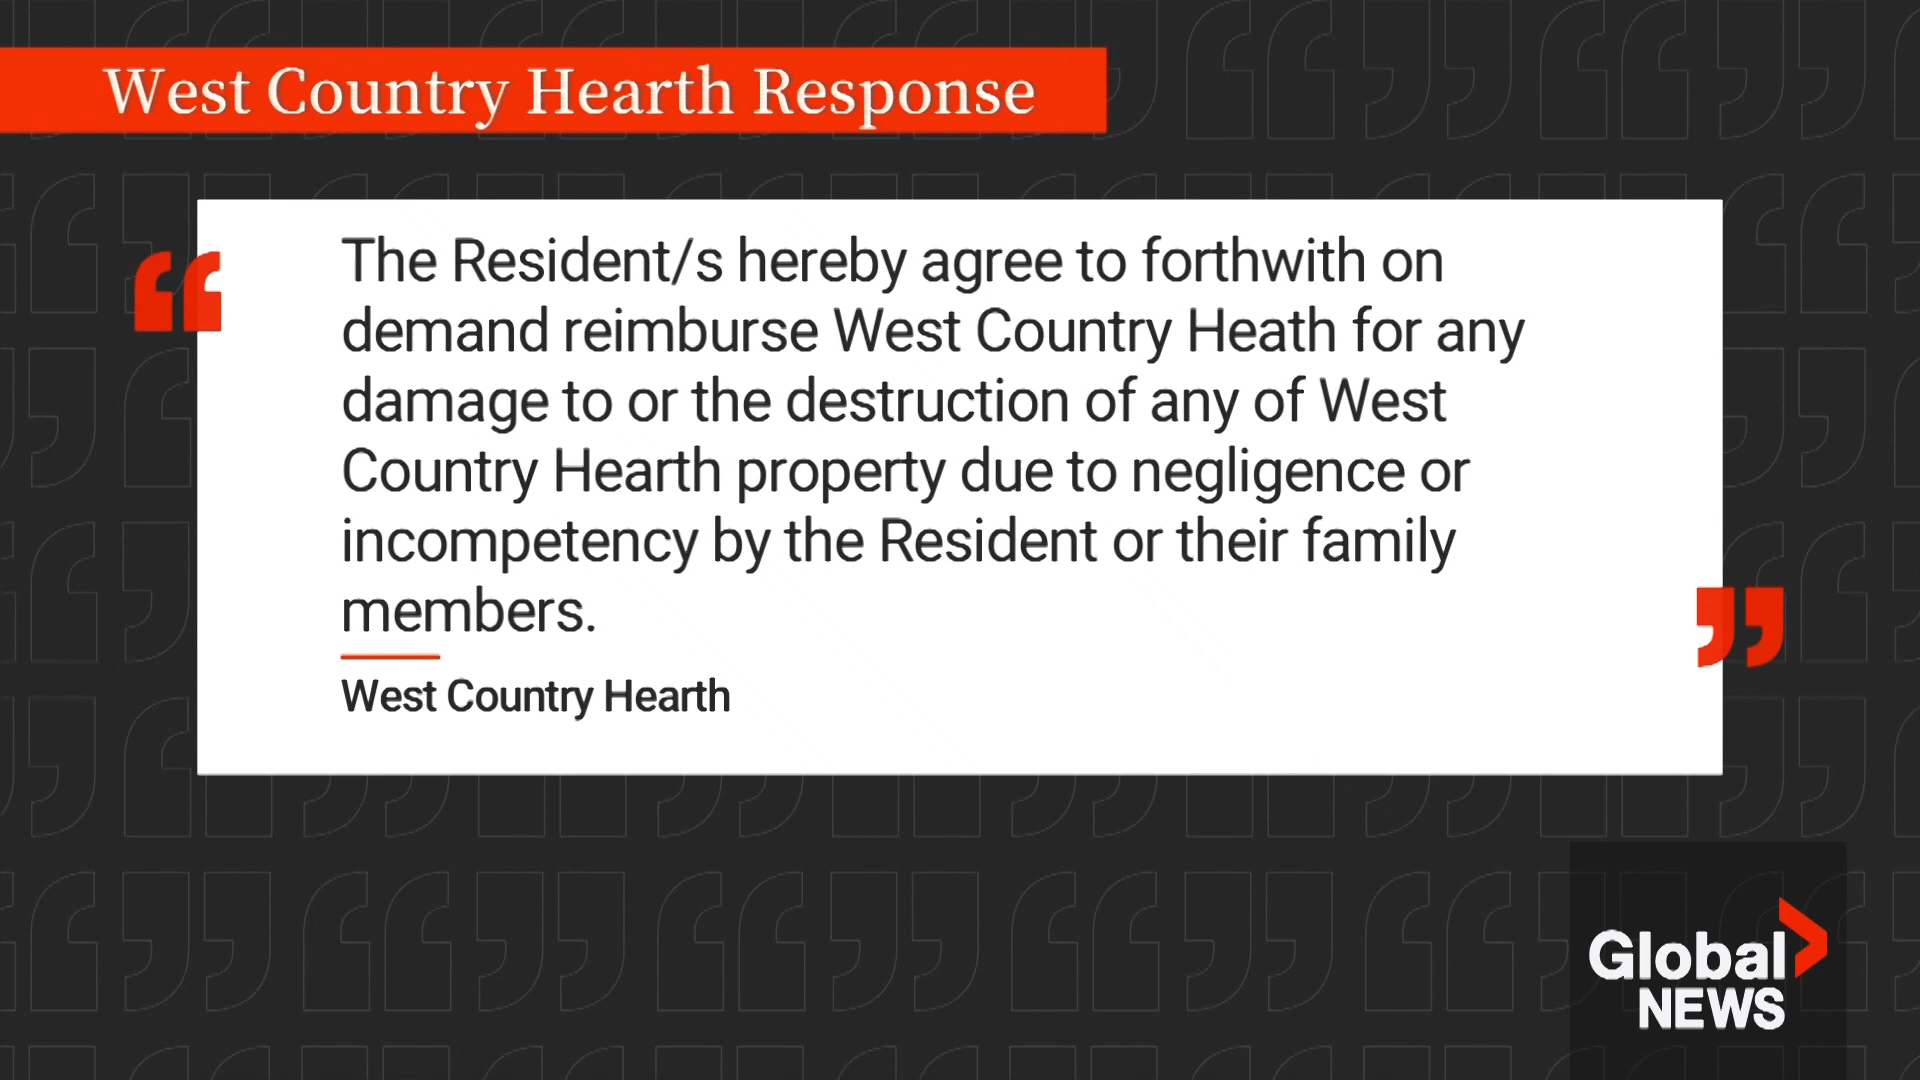 West Country Hearth Response
The Resident/s hereby agree to forthwith on
demand reimburse West Country Heath for any
damage to or the destruction of any of West
Country Hearth property due to negligence or
incompetency by the Resident or their family
members.
West Country Hearth
Global
NEWS